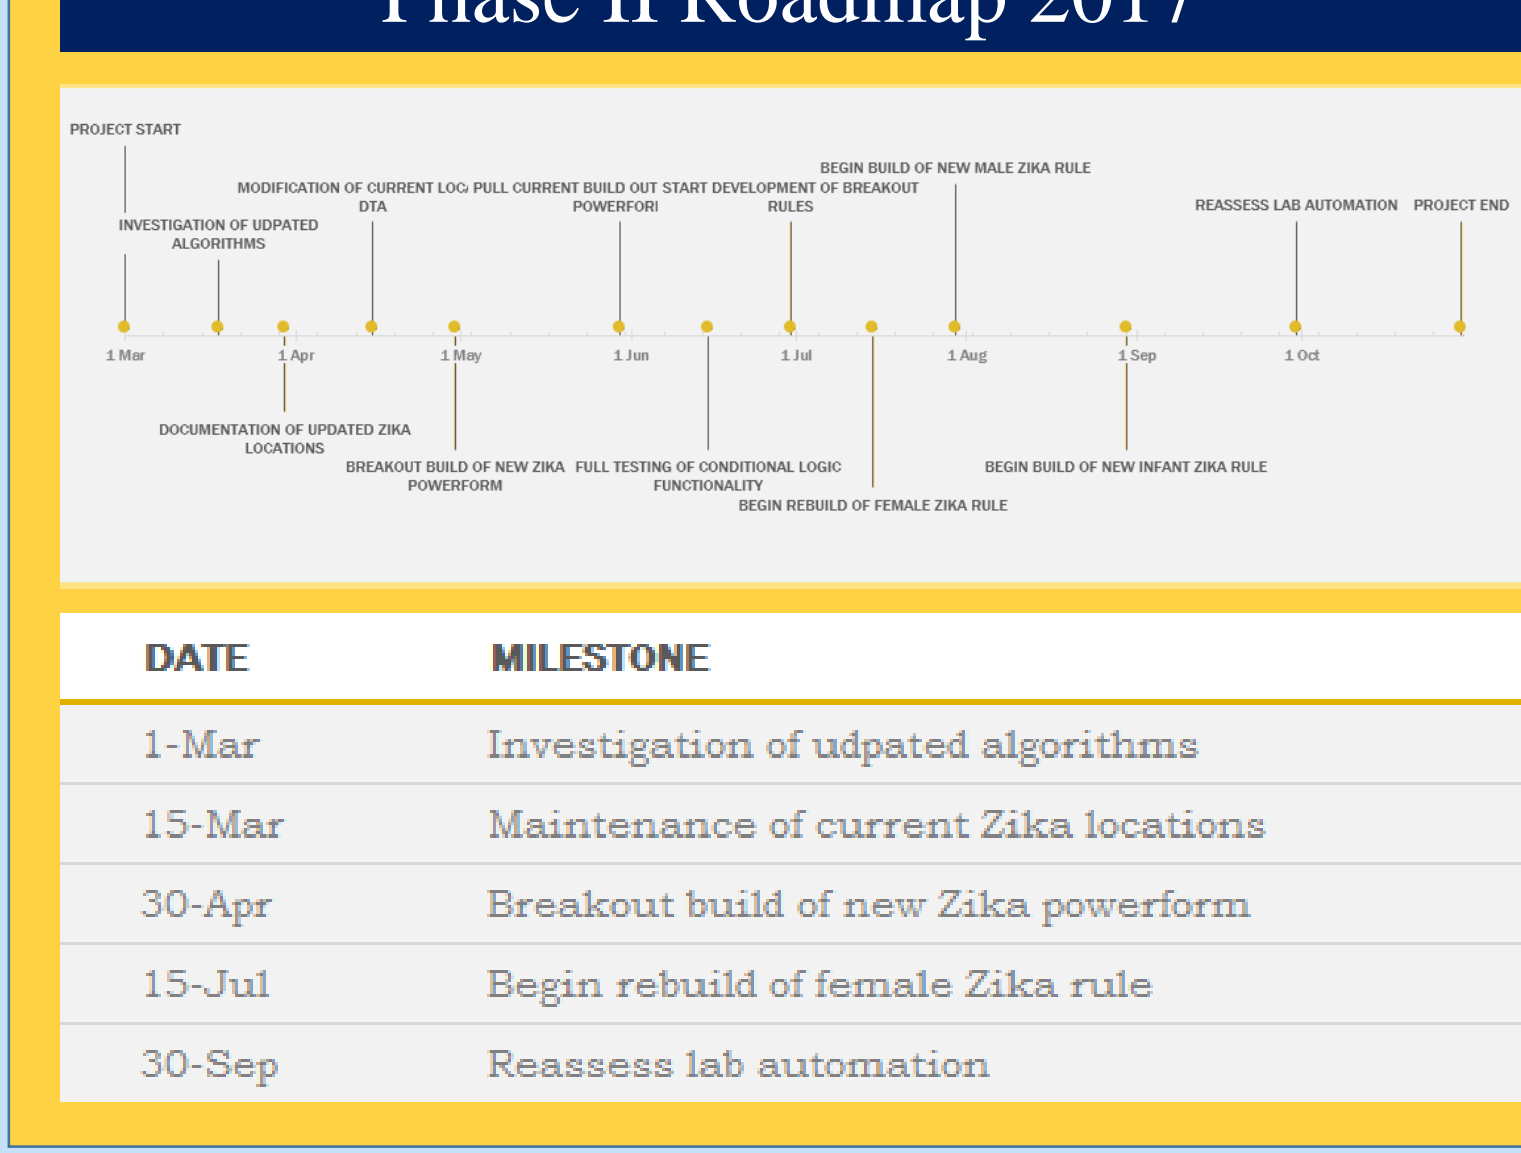 Phase II Roadmap 2017
PROJECT START
BEGIN BUILD OF NEW MALE ZIKA RULE
MODIFICATION OF CURRENT LOG PULL CURRENT BUILD OUT START DEVELOPMENT OF BREAKOUT
DTA POWERFORI RULES
REASSESS LAB AUTOMATION PROJECT END
INVESTIGATION OF UDPATED
ALGORITHMS
1 Mar 1 Apr 1 May 1 Jun 1 Jul 1 Aug 1 Sep 1 Oct
DOCUMENTATION OF UPDATED ZIKA
LOCATIONS
BREAKOUT BUILD OF NEW ZIKA FULL TESTING OF CONDITIONAL LOGIC BEGIN BUILD OF NEW INFANT ZIKA RULE
POWERFORM FUNCTIONALITY
BEGIN REBUILD OF FEMALE ZIKA RULE
DATE MILESTONE
1-Mar Investigation of udpated algorithms
15-Mar Maintenance of current Zika locations
30-Apr Breakout build of new Zika powerform
15-Jul Begin rebuild of female Zika rule
30-Sep Reassess lab automation